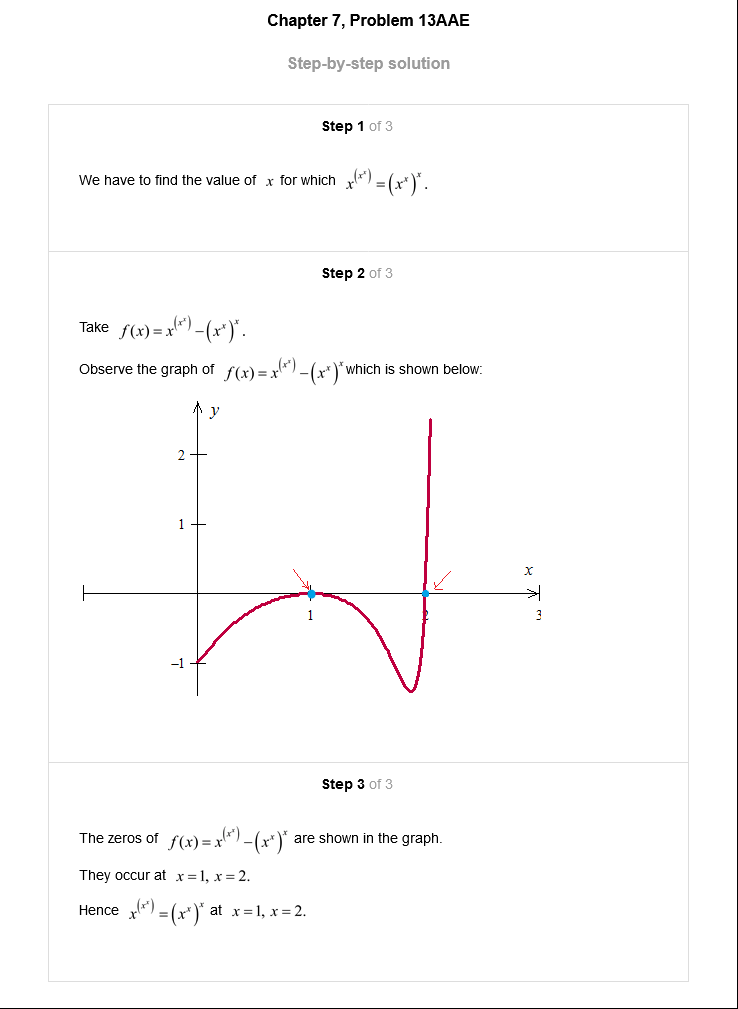 Chapter 7, Problem 13AAE
Step-by-step solution
Step 1 of 3
We have to find the value of x for which x^(x^x) = (x^x)^x.
Step 2 of 3
Take f(x) = x^(x^x) – (x^x)^x.
Observe the graph of f(x) = x^(x^x) – (x^x)^x which is shown below:
y
2
1
x
1 2 3
–1
Step 3 of 3
The zeros of f(x) = x^(x^x) – (x^x)^x are shown in the graph.
They occur at x = 1, x = 2.
Hence x^(x^x) = (x^x)^x at x = 1, x = 2.